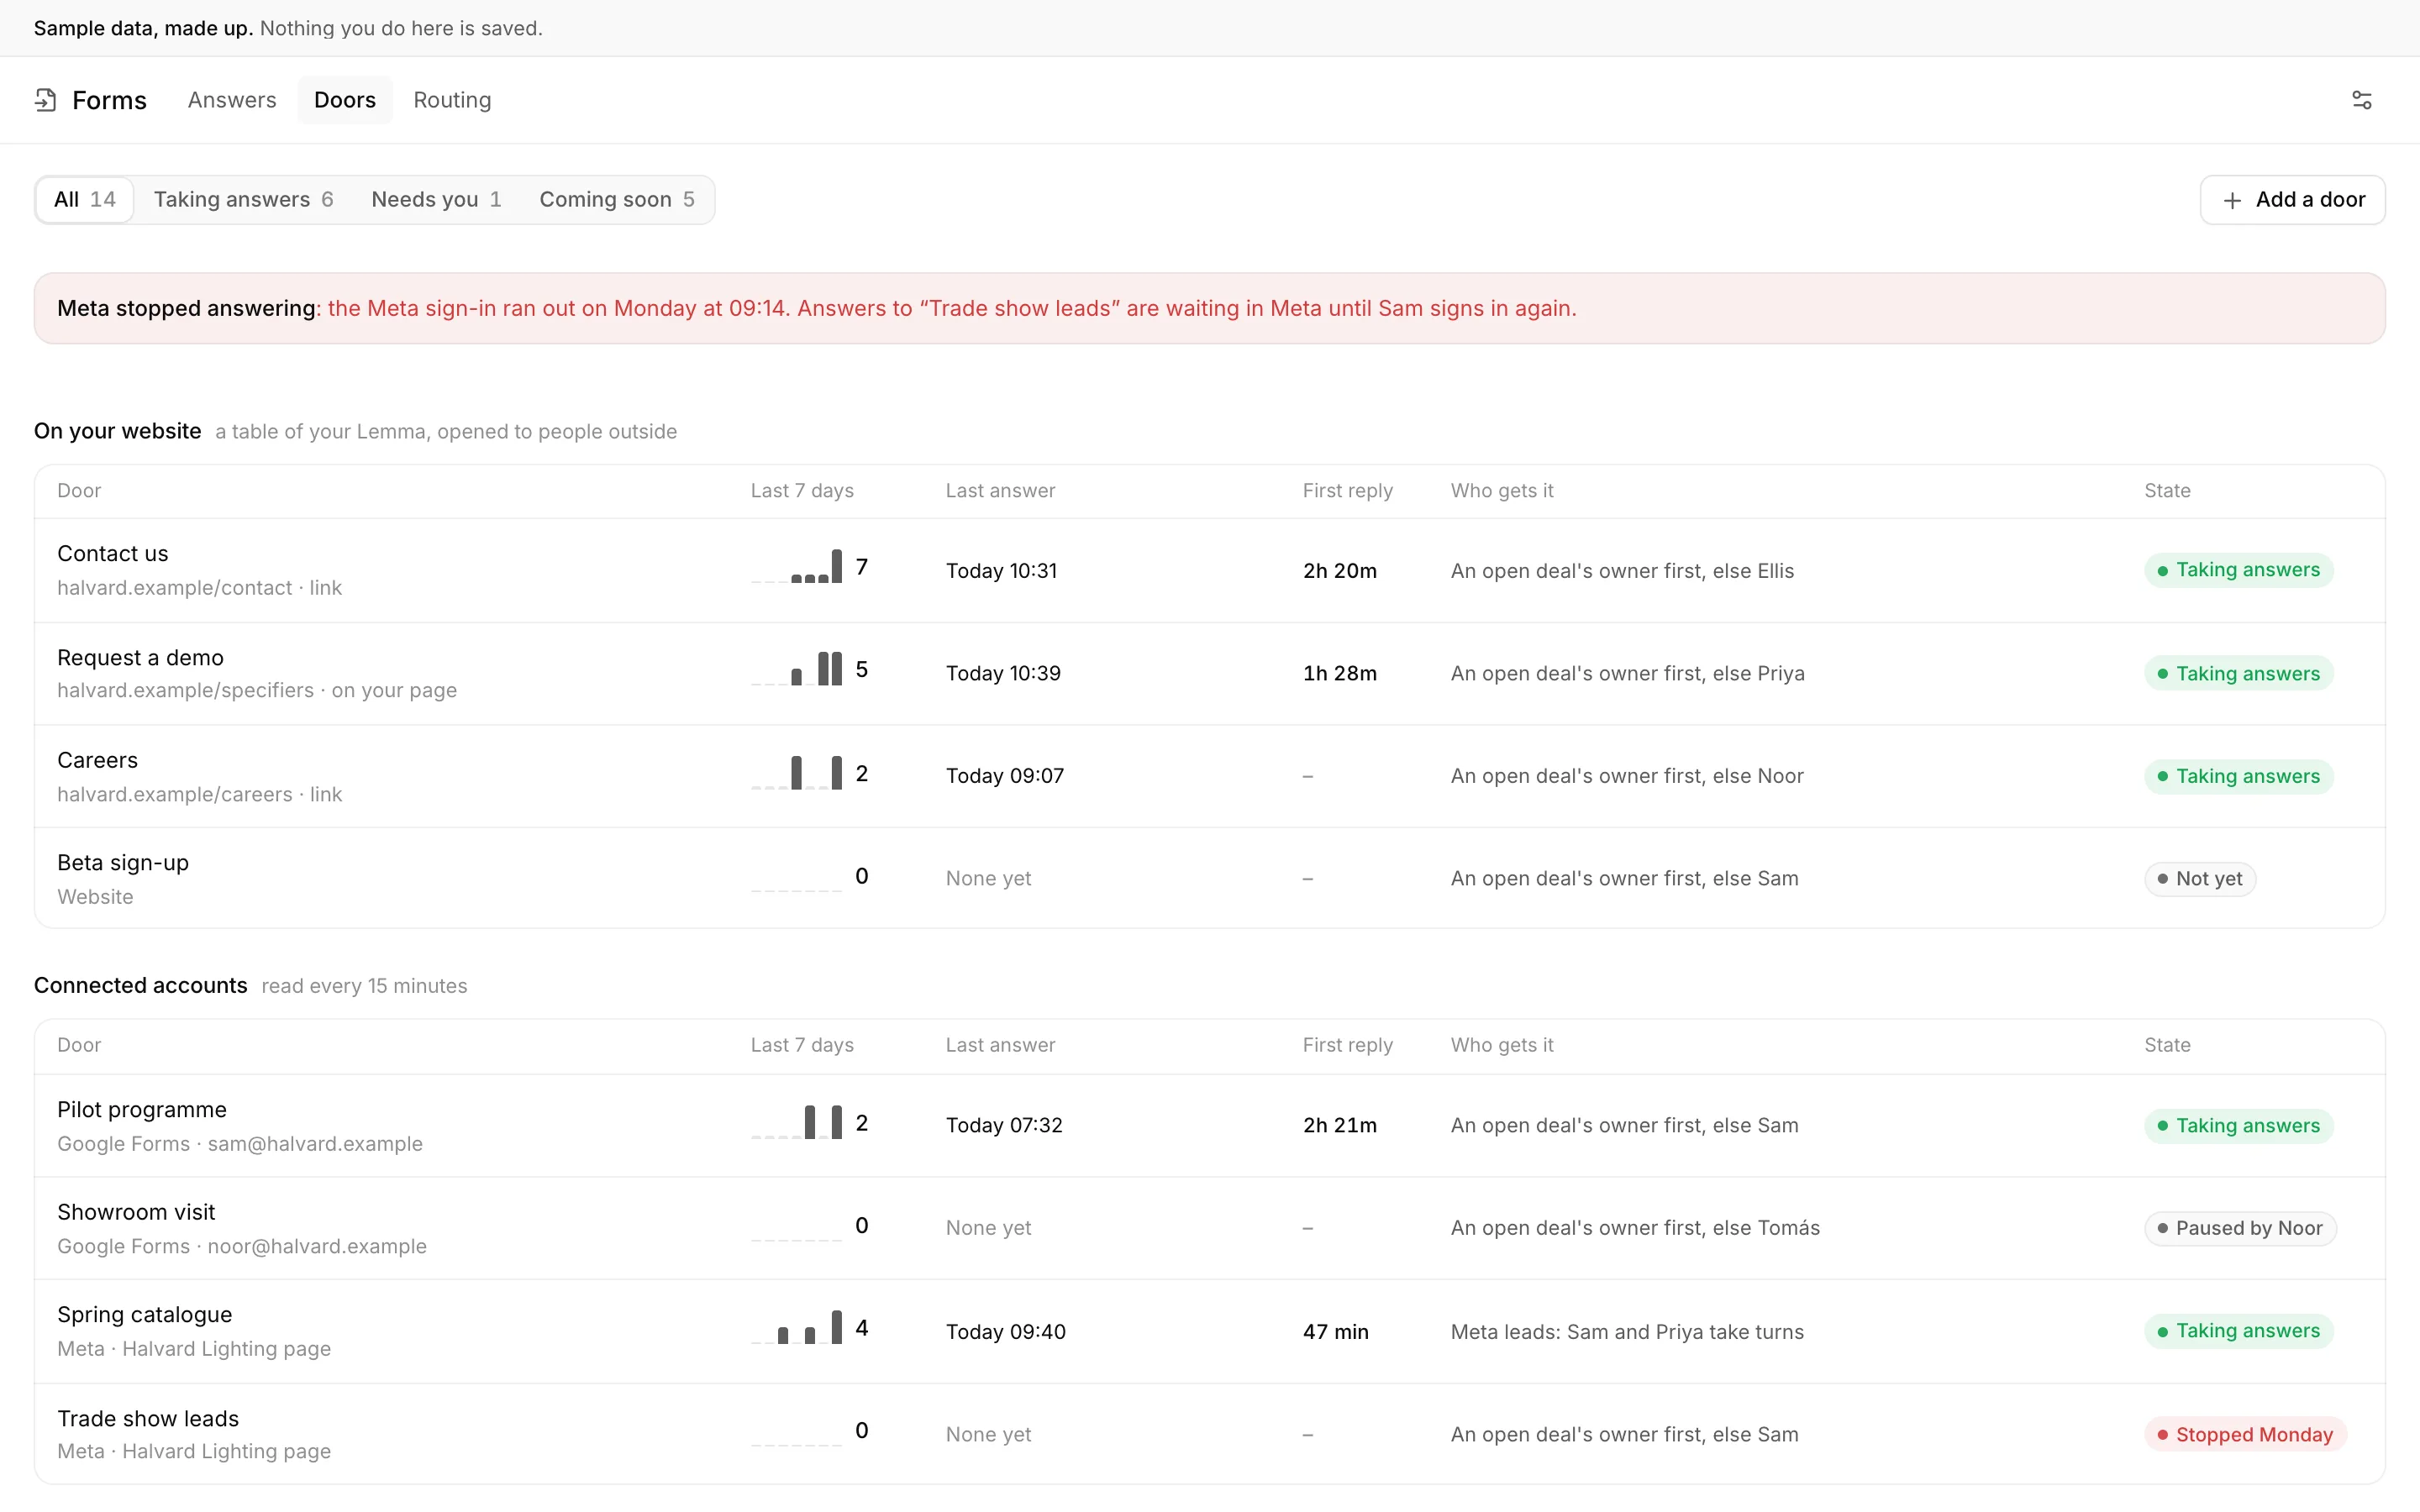 Sample data, made up. Nothing you do here is saved.
Forms Answers Doors Routing
All 14 Taking answers 6 Needs you 1 Coming soon 5
Add a door
Meta stopped answering: the Meta sign-in ran out on Monday at 09:14. Answers to “Trade show leads” are waiting in Meta until Sam signs in again.
On your website a table of your Lemma, opened to people outside
Door Last 7 days Last answer First reply Who gets it State
Contact us
halvard.example/contact · link
7 Today 10:31 2h 20m An open deal's owner first, else Ellis Taking answers
Request a demo
halvard.example/specifiers · on your page
5 Today 10:39 1h 28m An open deal's owner first, else Priya Taking answers
Careers
halvard.example/careers · link
2 Today 09:07 – An open deal's owner first, else Noor Taking answers
Beta sign-up
Website
0 None yet – An open deal's owner first, else Sam Not yet
Connected accounts read every 15 minutes
Door Last 7 days Last answer First reply Who gets it State
Pilot programme
Google Forms · sam@halvard.example
2 Today 07:32 2h 21m An open deal's owner first, else Sam Taking answers
Showroom visit
Google Forms · noor@halvard.example
0 None yet – An open deal's owner first, else Tomás Paused by Noor
Spring catalogue
Meta · Halvard Lighting page
4 Today 09:40 47 min Meta leads: Sam and Priya take turns Taking answers
Trade show leads
Meta · Halvard Lighting page
0 None yet – An open deal's owner first, else Sam Stopped Monday